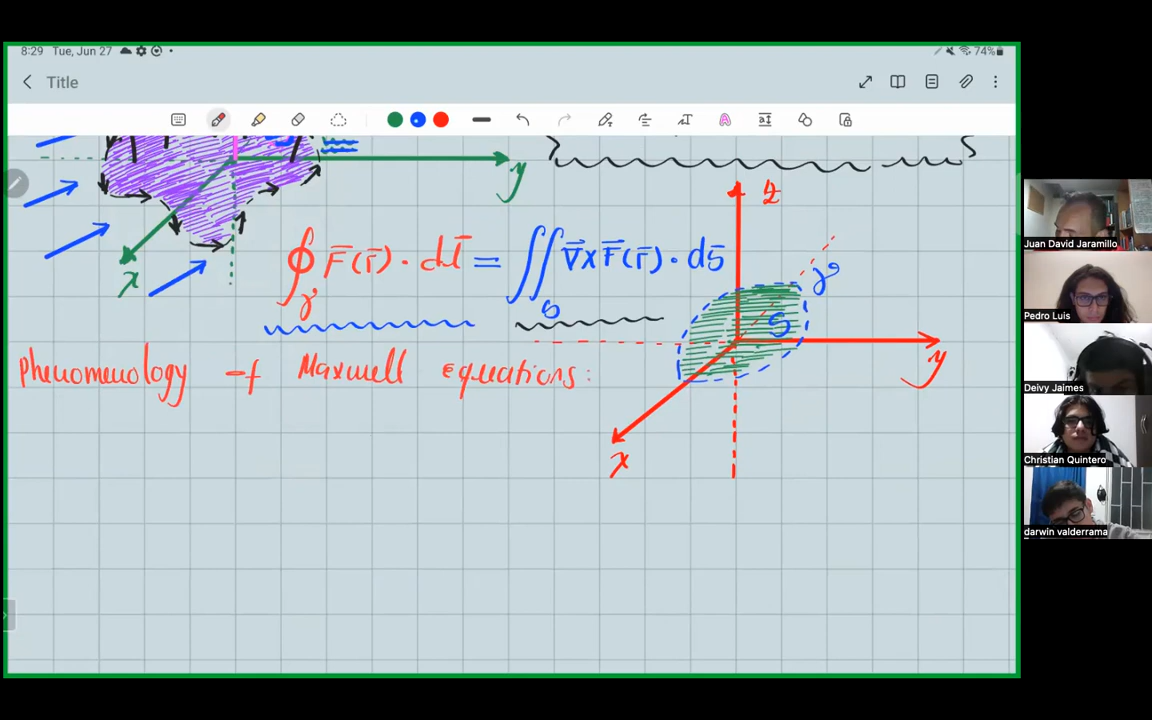 8:29 Tue, Jun 27
74%
Title
y
x
z
∮γ F̄(r̄) · dl̄ = ∬S ∇⃗x F̄(r̄) · ds̄
γ
S
y
x
Phenomenology of Maxwell equations:
Juan David Jaramillo
Pedro Luis
Deivy Jaimes
Christian Quintero
darwin valderrama